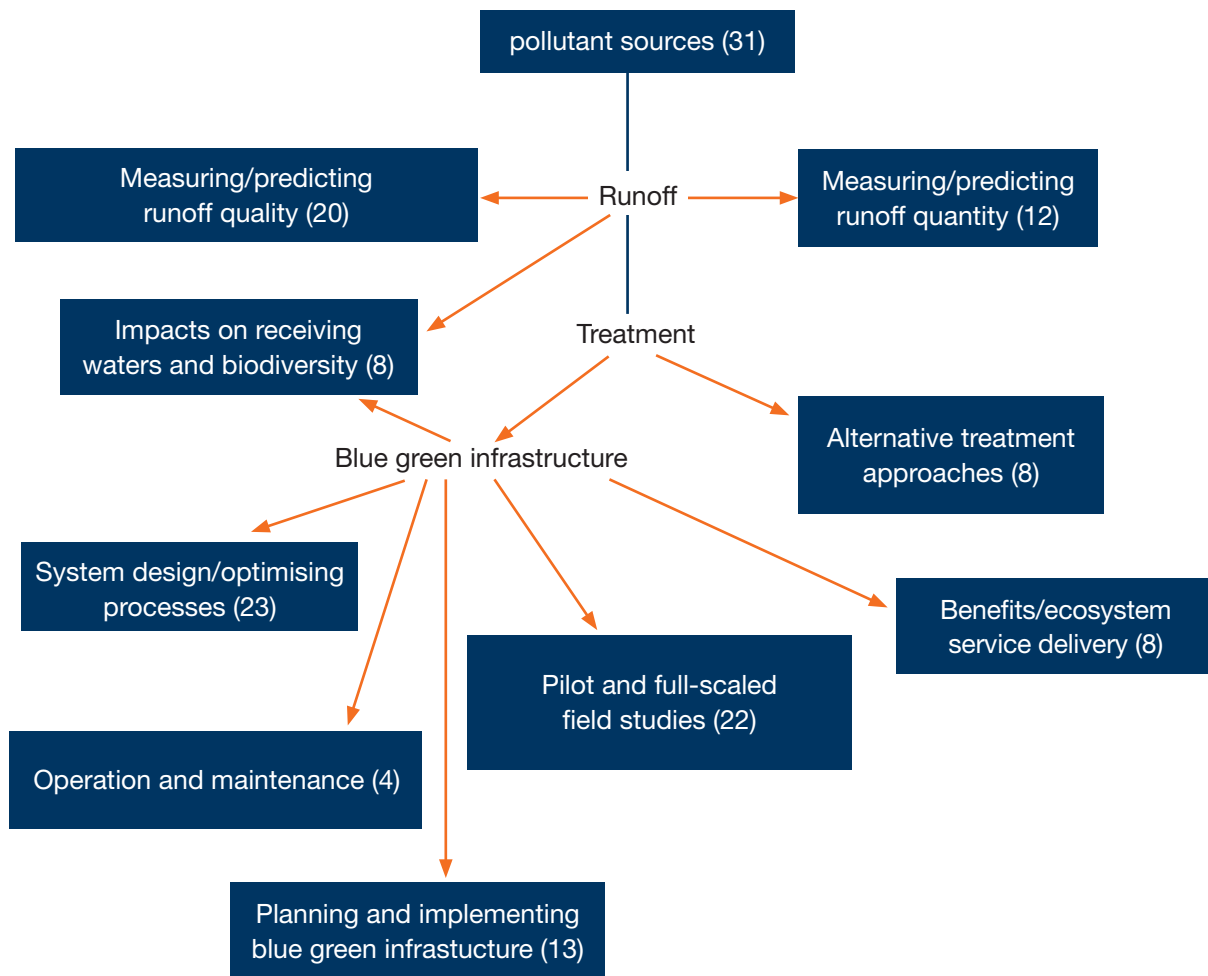 pollutant sources (31)
Measuring/predicting
runoff quality (20)
Runoff
Measuring/predicting
runoff quantity (12)
Impacts on receiving
waters and biodiversity (8)
Treatment
Alternative treatment
approaches (8)
Blue green infrastructure
System design/optimising
processes (23)
Benefits/ecosystem
service delivery (8)
Pilot and full-scaled
field studies (22)
Operation and maintenance (4)
Planning and implementing
blue green infrastucture (13)